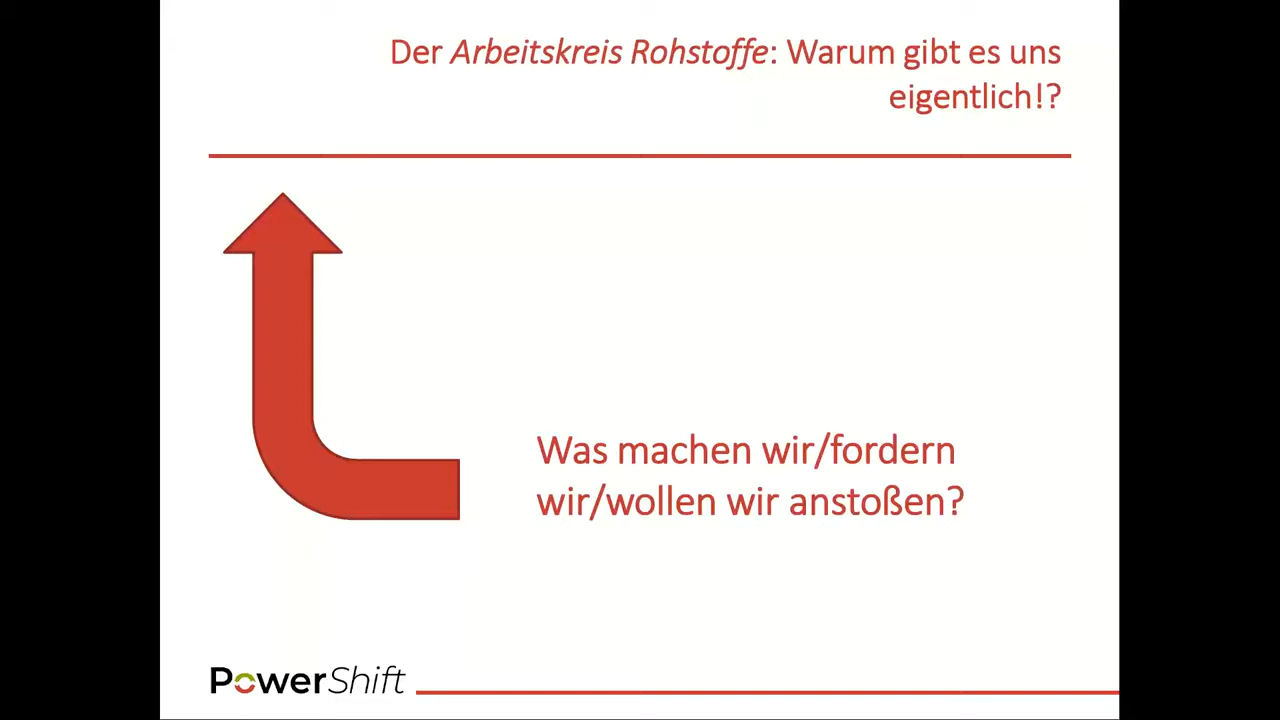 Der Arbeitskreis Rohstoffe: Warum gibt es uns
eigentlich!?
Was machen wir/fordern
wir/wollen wir anstoßen?
PowerShift